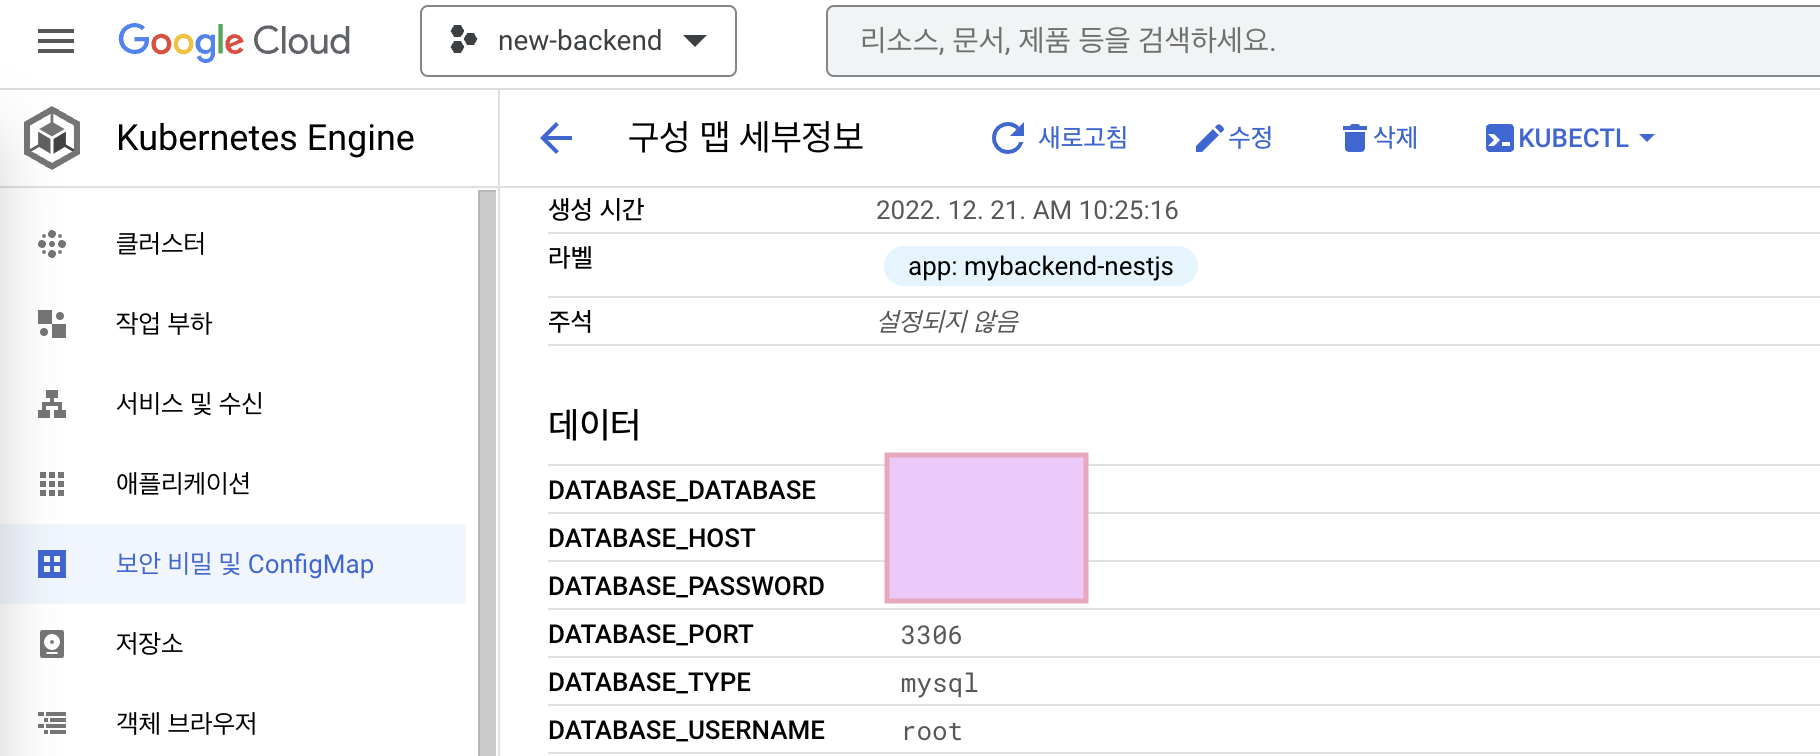 Google Cloud
new-backend
리소스, 문서, 제품 등을 검색하세요.
Kubernetes Engine
구성 맵 세부정보
새로고침
수정
삭제
KUBECTL
클러스터
작업 부하
서비스 및 수신
애플리케이션
보안 비밀 및 ConfigMap
저장소
객체 브라우저
생성 시간 2022. 12. 21. AM 10:25:16
라벨 app: mybackend-nestjs
주석 설정되지 않음
데이터
DATABASE_DATABASE
DATABASE_HOST
DATABASE_PASSWORD
DATABASE_PORT 3306
DATABASE_TYPE mysql
DATABASE_USERNAME root